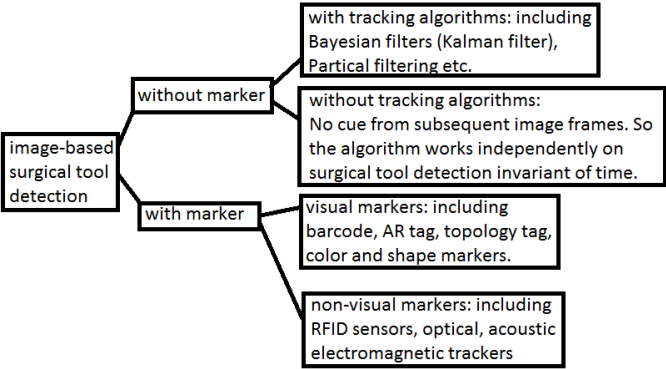 image-based
surgical tool
detection
without marker
with tracking algorithms: including
Bayesian filters (Kalman filter),
Partical filtering etc.
without tracking algorithms:
No cue from subsequent image frames. So
the algorithm works independently on
surgical tool detection invariant of time.
with marker
visual markers: including
barcode, AR tag, topology tag,
color and shape markers.
non-visual markers: including
RFID sensors, optical, acoustic
electromagnetic trackers